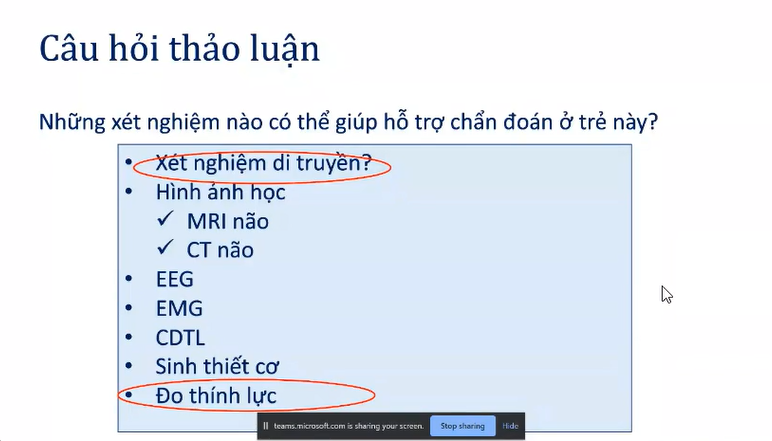 Câu hỏi thảo luận
Những xét nghiệm nào có thể giúp hỗ trợ chẩn đoán ở trẻ này?
• Xét nghiệm di truyền?
• Hình ảnh học
✓ MRI não
✓ CT não
• EEG
• EMG
• CDTL
• Sinh thiết cơ
• Đo thính lực
teams.microsoft.com is sharing your screen. Stop sharing Hide